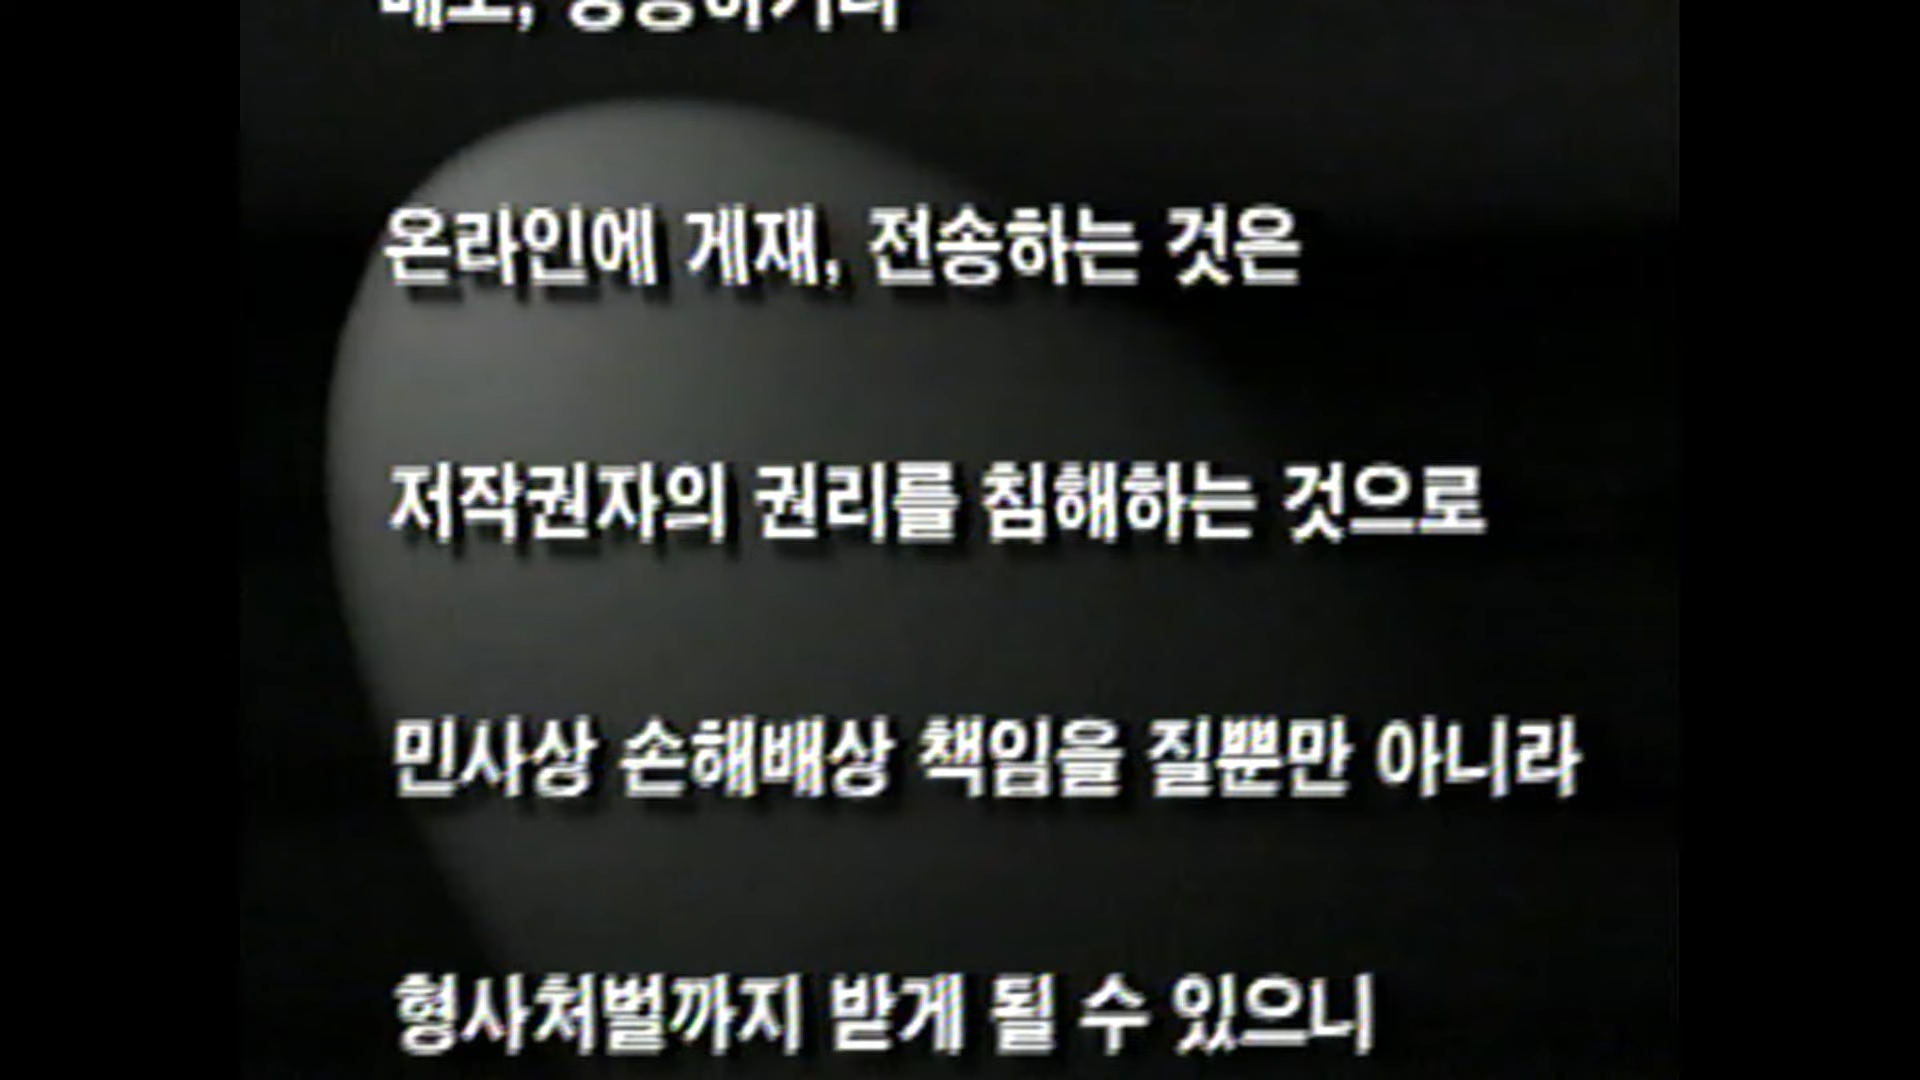 온라인에 게재, 전송하는 것은
저작권자의 권리를 침해하는 것으로
민사상 손해배상 책임을 질뿐만 아니라
형사처벌까지 받게 될 수 있으니